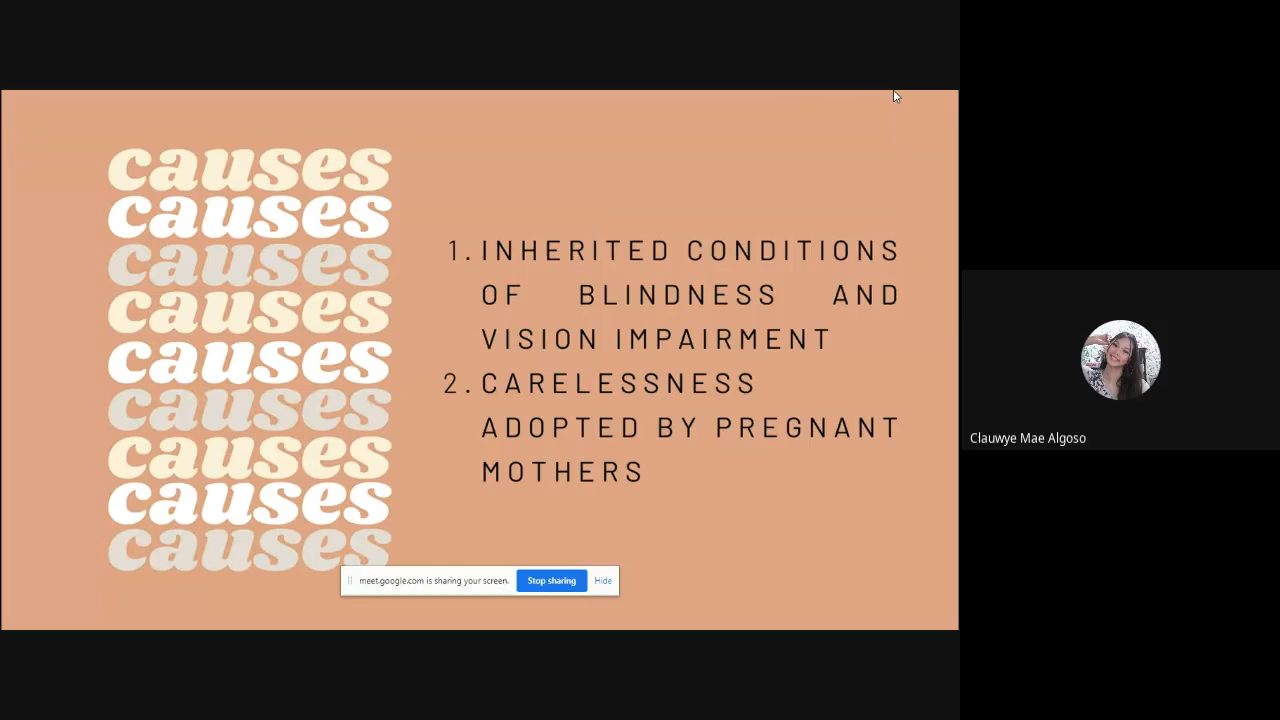 causes
causes
causes
causes
causes
causes
causes
causes
causes
1. INHERITED CONDITIONS
OF BLINDNESS AND
VISION IMPAIRMENT
2. CARELESSNESS
ADOPTED BY PREGNANT
MOTHERS
meet.google.com is sharing your screen. Stop sharing Hide
Clauwye Mae Algoso